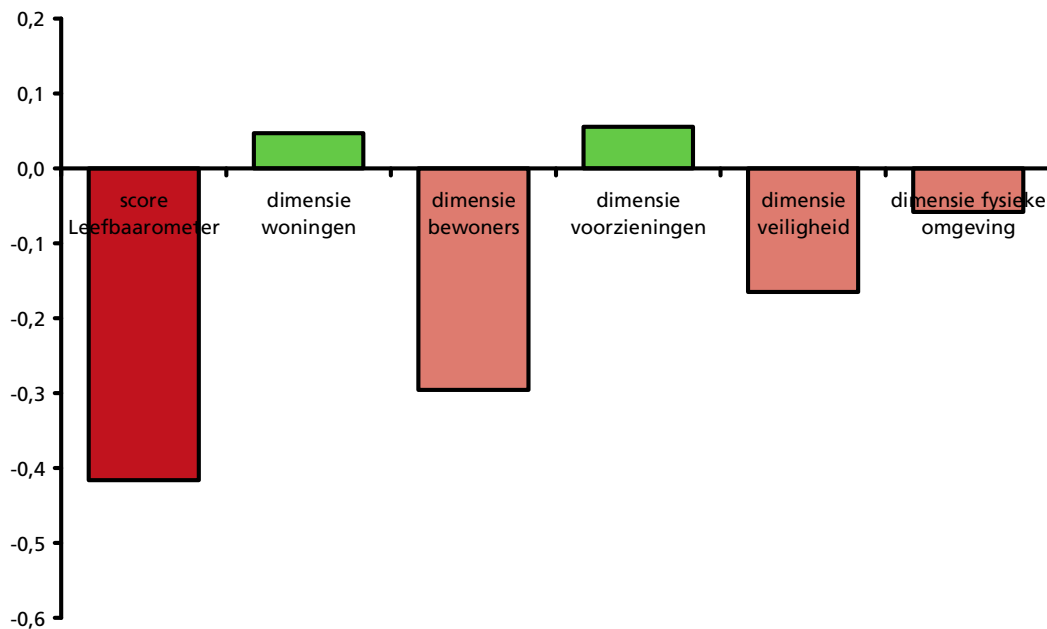 0,2
0,1
0,0
-0,1
-0,2
-0,3
-0,4
-0,5
-0,6
score
Leefbaarometer
dimensie
woningen
dimensie
bewoners
dimensie
voorzieningen
dimensie
veiligheid
dimensie fysieke
omgeving